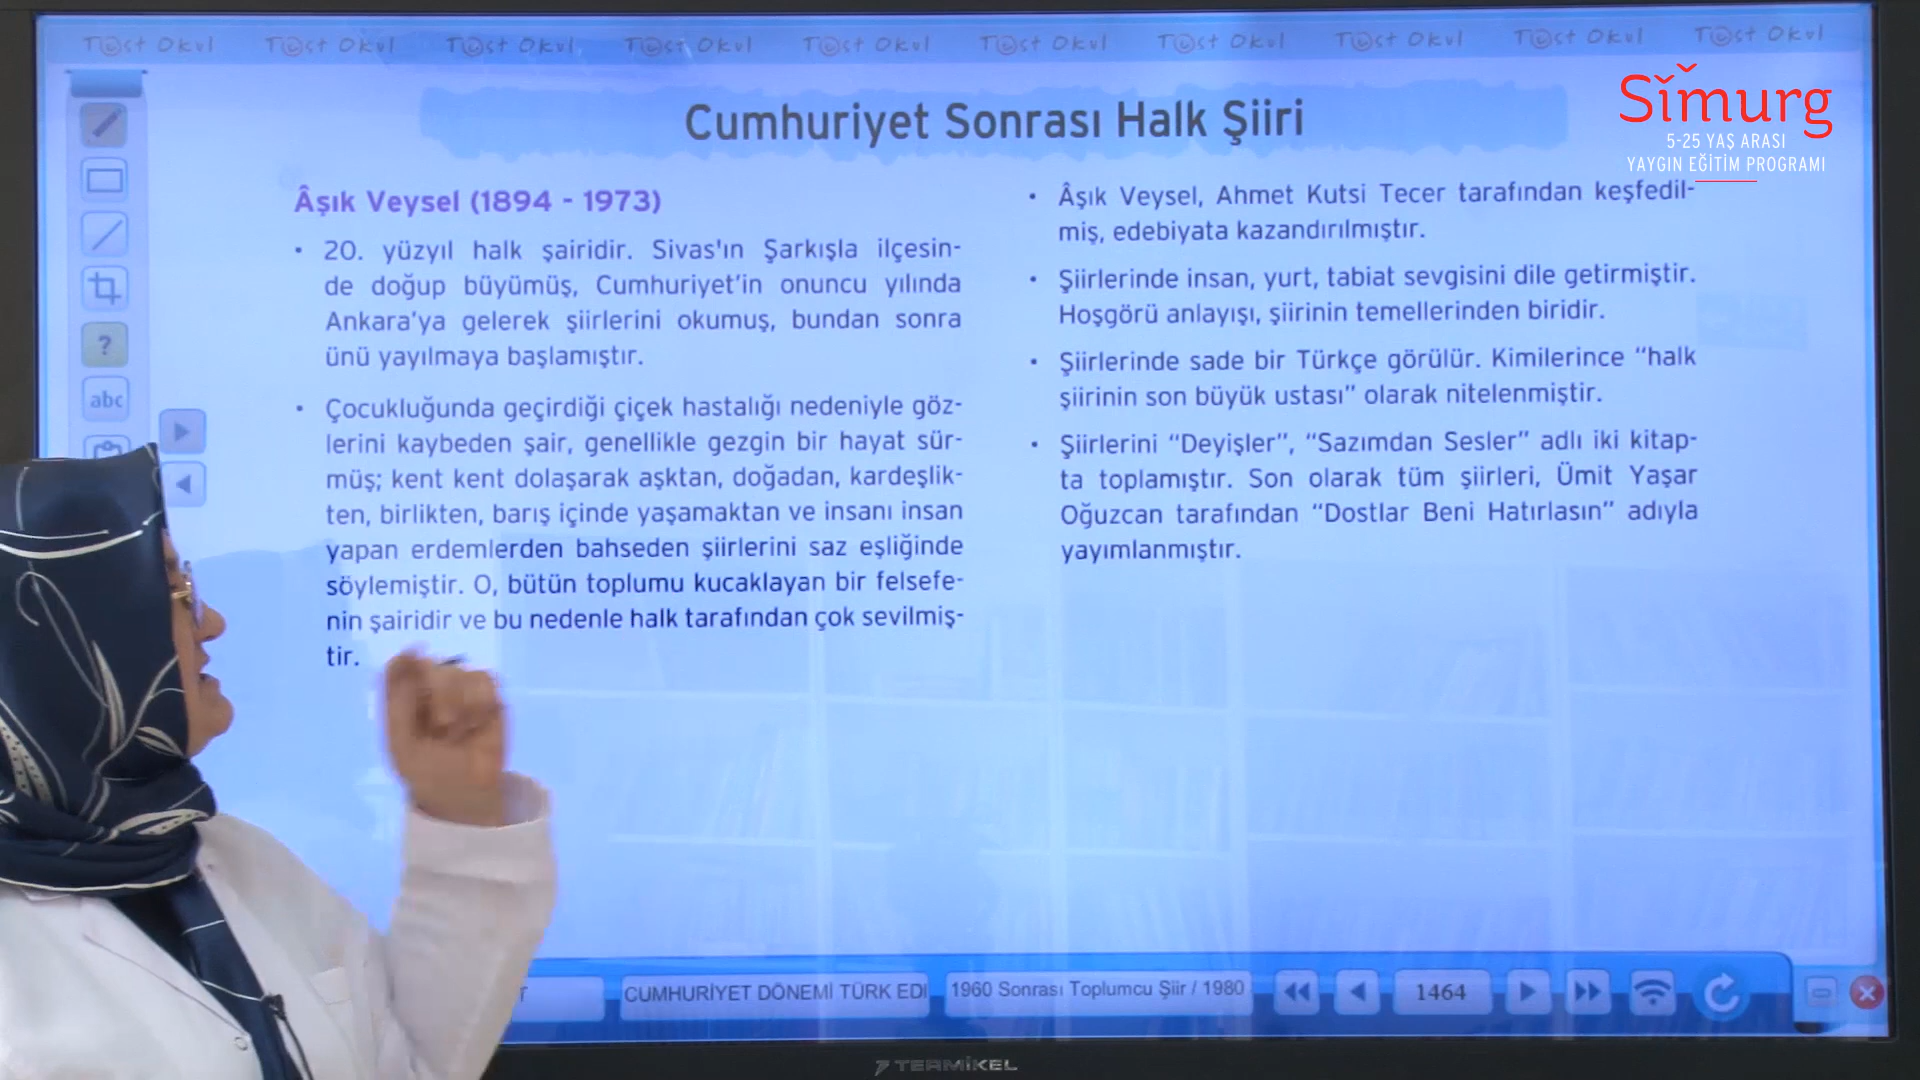 Test Okul Test Okul Test Okul Test Okul Test Okul Test Okul Test Okul Test Okul Test Okul Test Okul
Simurg
5-25 YAŞ ARASI
YAYGIN EĞİTİM PROGRAMI
Cumhuriyet Sonrası Halk Şiiri
Âşık Veysel (1894 - 1973)
• 20. yüzyıl halk şairidir. Sivas'ın Şarkışla ilçesin-
de doğup büyümüş, Cumhuriyet'in onuncu yılında
Ankara'ya gelerek şiirlerini okumuş, bundan sonra
ünü yayılmaya başlamıştır.
• Çocukluğunda geçirdiği çiçek hastalığı nedeniyle göz-
lerini kaybeden şair, genellikle gezgin bir hayat sür-
müş; kent kent dolaşarak aşktan, doğadan, kardeşlik-
ten, birlikten, barış içinde yaşamaktan ve insanı insan
yapan erdemlerden bahseden şiirlerini saz eşliğinde
söylemiştir. O, bütün toplumu kucaklayan bir felsefe-
nin şairidir ve bu nedenle halk tarafından çok sevilmiş-
tir.
• Âşık Veysel, Ahmet Kutsi Tecer tarafından keşfedil-
miş, edebiyata kazandırılmıştır.
• Şiirlerinde insan, yurt, tabiat sevgisini dile getirmiştir.
Hoşgörü anlayışı, şiirinin temellerinden biridir.
• Şiirlerinde sade bir Türkçe görülür. Kimilerince “halk
şiirinin son büyük ustası” olarak nitelenmiştir.
• Şiirlerini “Deyişler”, “Sazımdan Sesler” adlı iki kitap-
ta toplamıştır. Son olarak tüm şiirleri, Ümit Yaşar
Oğuzcan tarafından “Dostlar Beni Hatırlasın” adıyla
yayımlanmıştır.
?
abc
CUMHURİYET DÖNEMİ TÜRK EDI
1960 Sonrası Toplumcu Şiir / 1980
1464
TERMİKEL